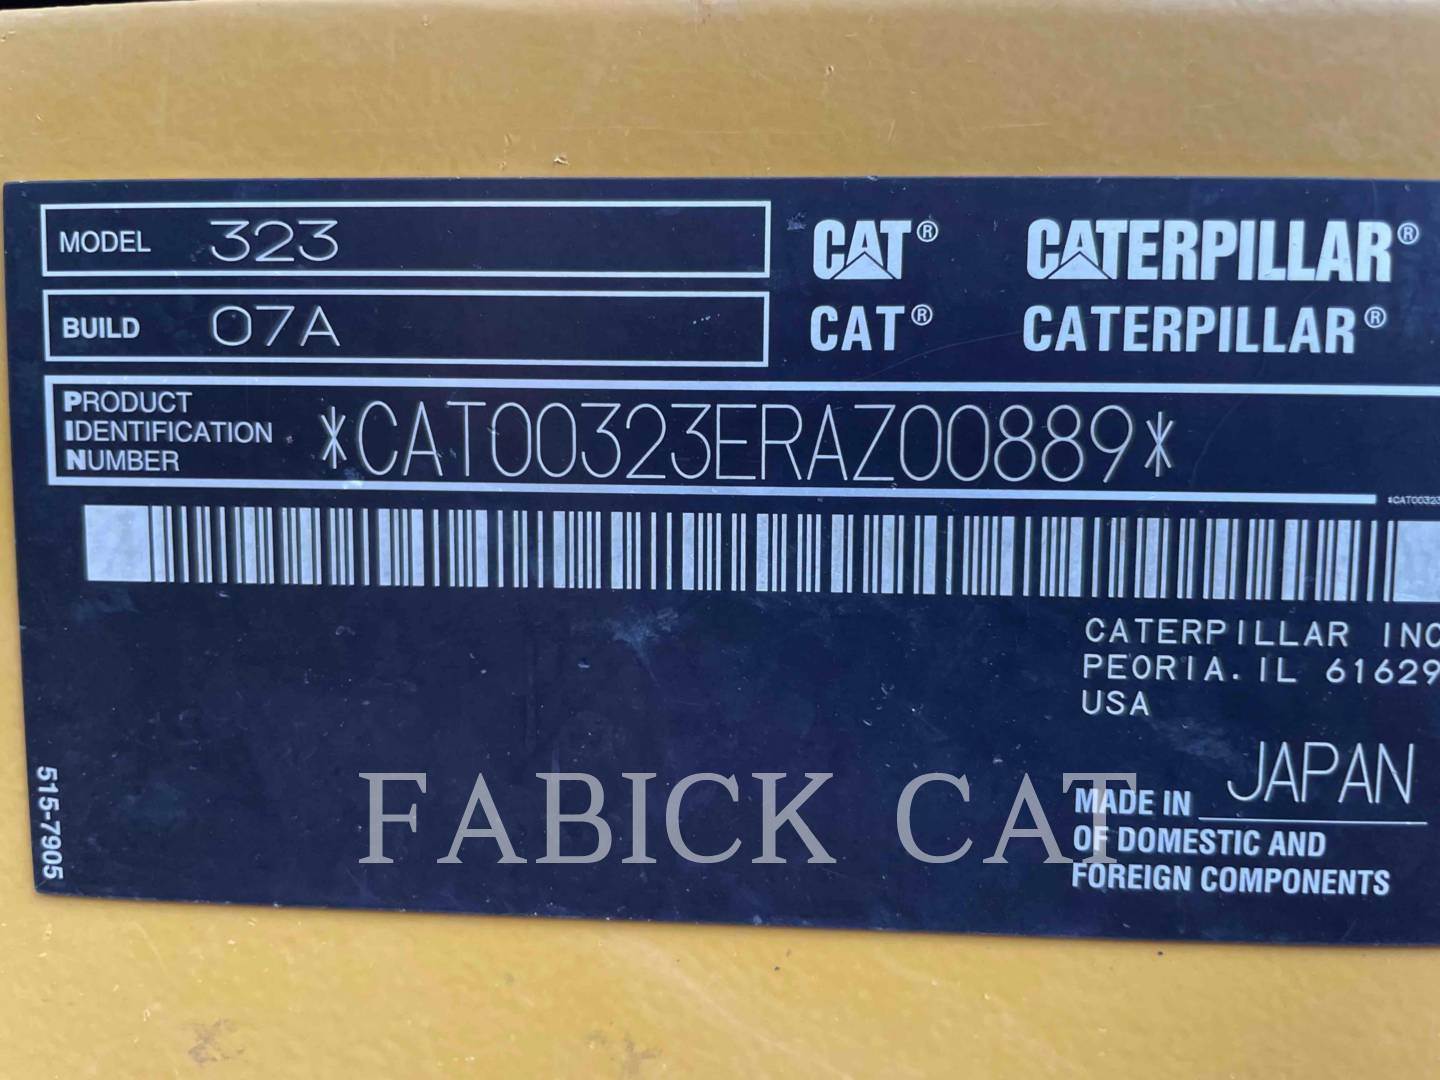 MODEL 323
CAT® CATERPILLAR®
BUILD 07A
CAT® CATERPILLAR®
PRODUCT IDENTIFICATION NUMBER *CAT00323ERAZ00889*
*CAT00323
CATERPILLAR INC
PEORIA. IL 61629
USA
MADE IN JAPAN
OF DOMESTIC AND
FOREIGN COMPONENTS
515-7905
FABICK CAT